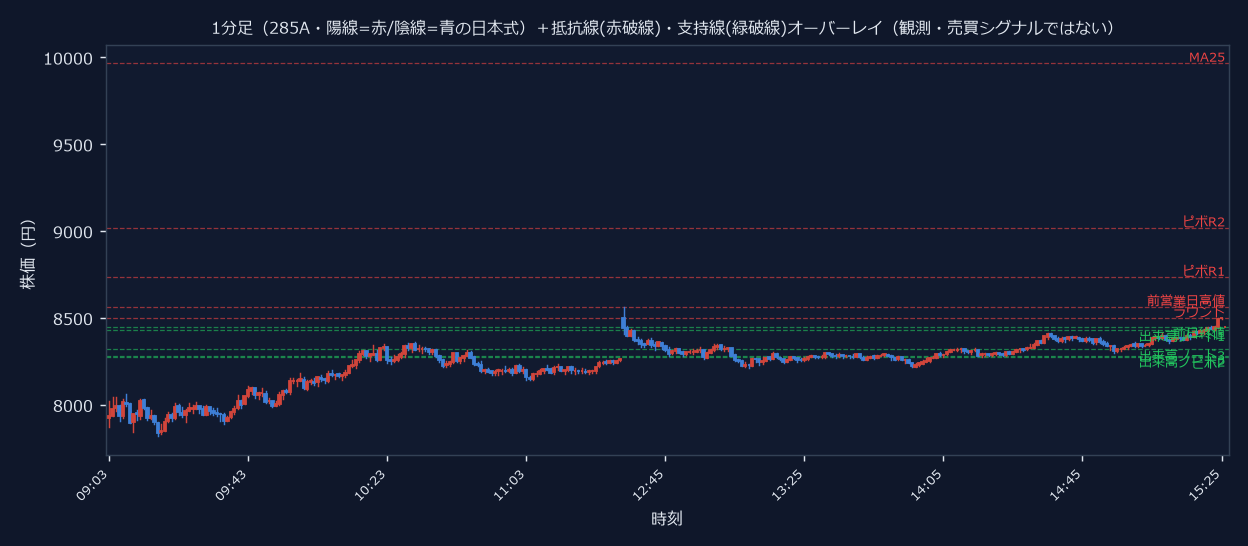 1分足（285A・陽線=赤/陰線=青の日本式）＋抵抗線(赤破線)・支持線(緑破線)オーバーレイ（観測・売買シグナルではない）
10000
9500
9000
8500
8000
株価（円）
MA25
ピボR2
ピボR1
前営業日高値
ラウンド
09:03
09:43
10:23
11:03
12:45
13:25
14:05
14:45
15:25
時刻